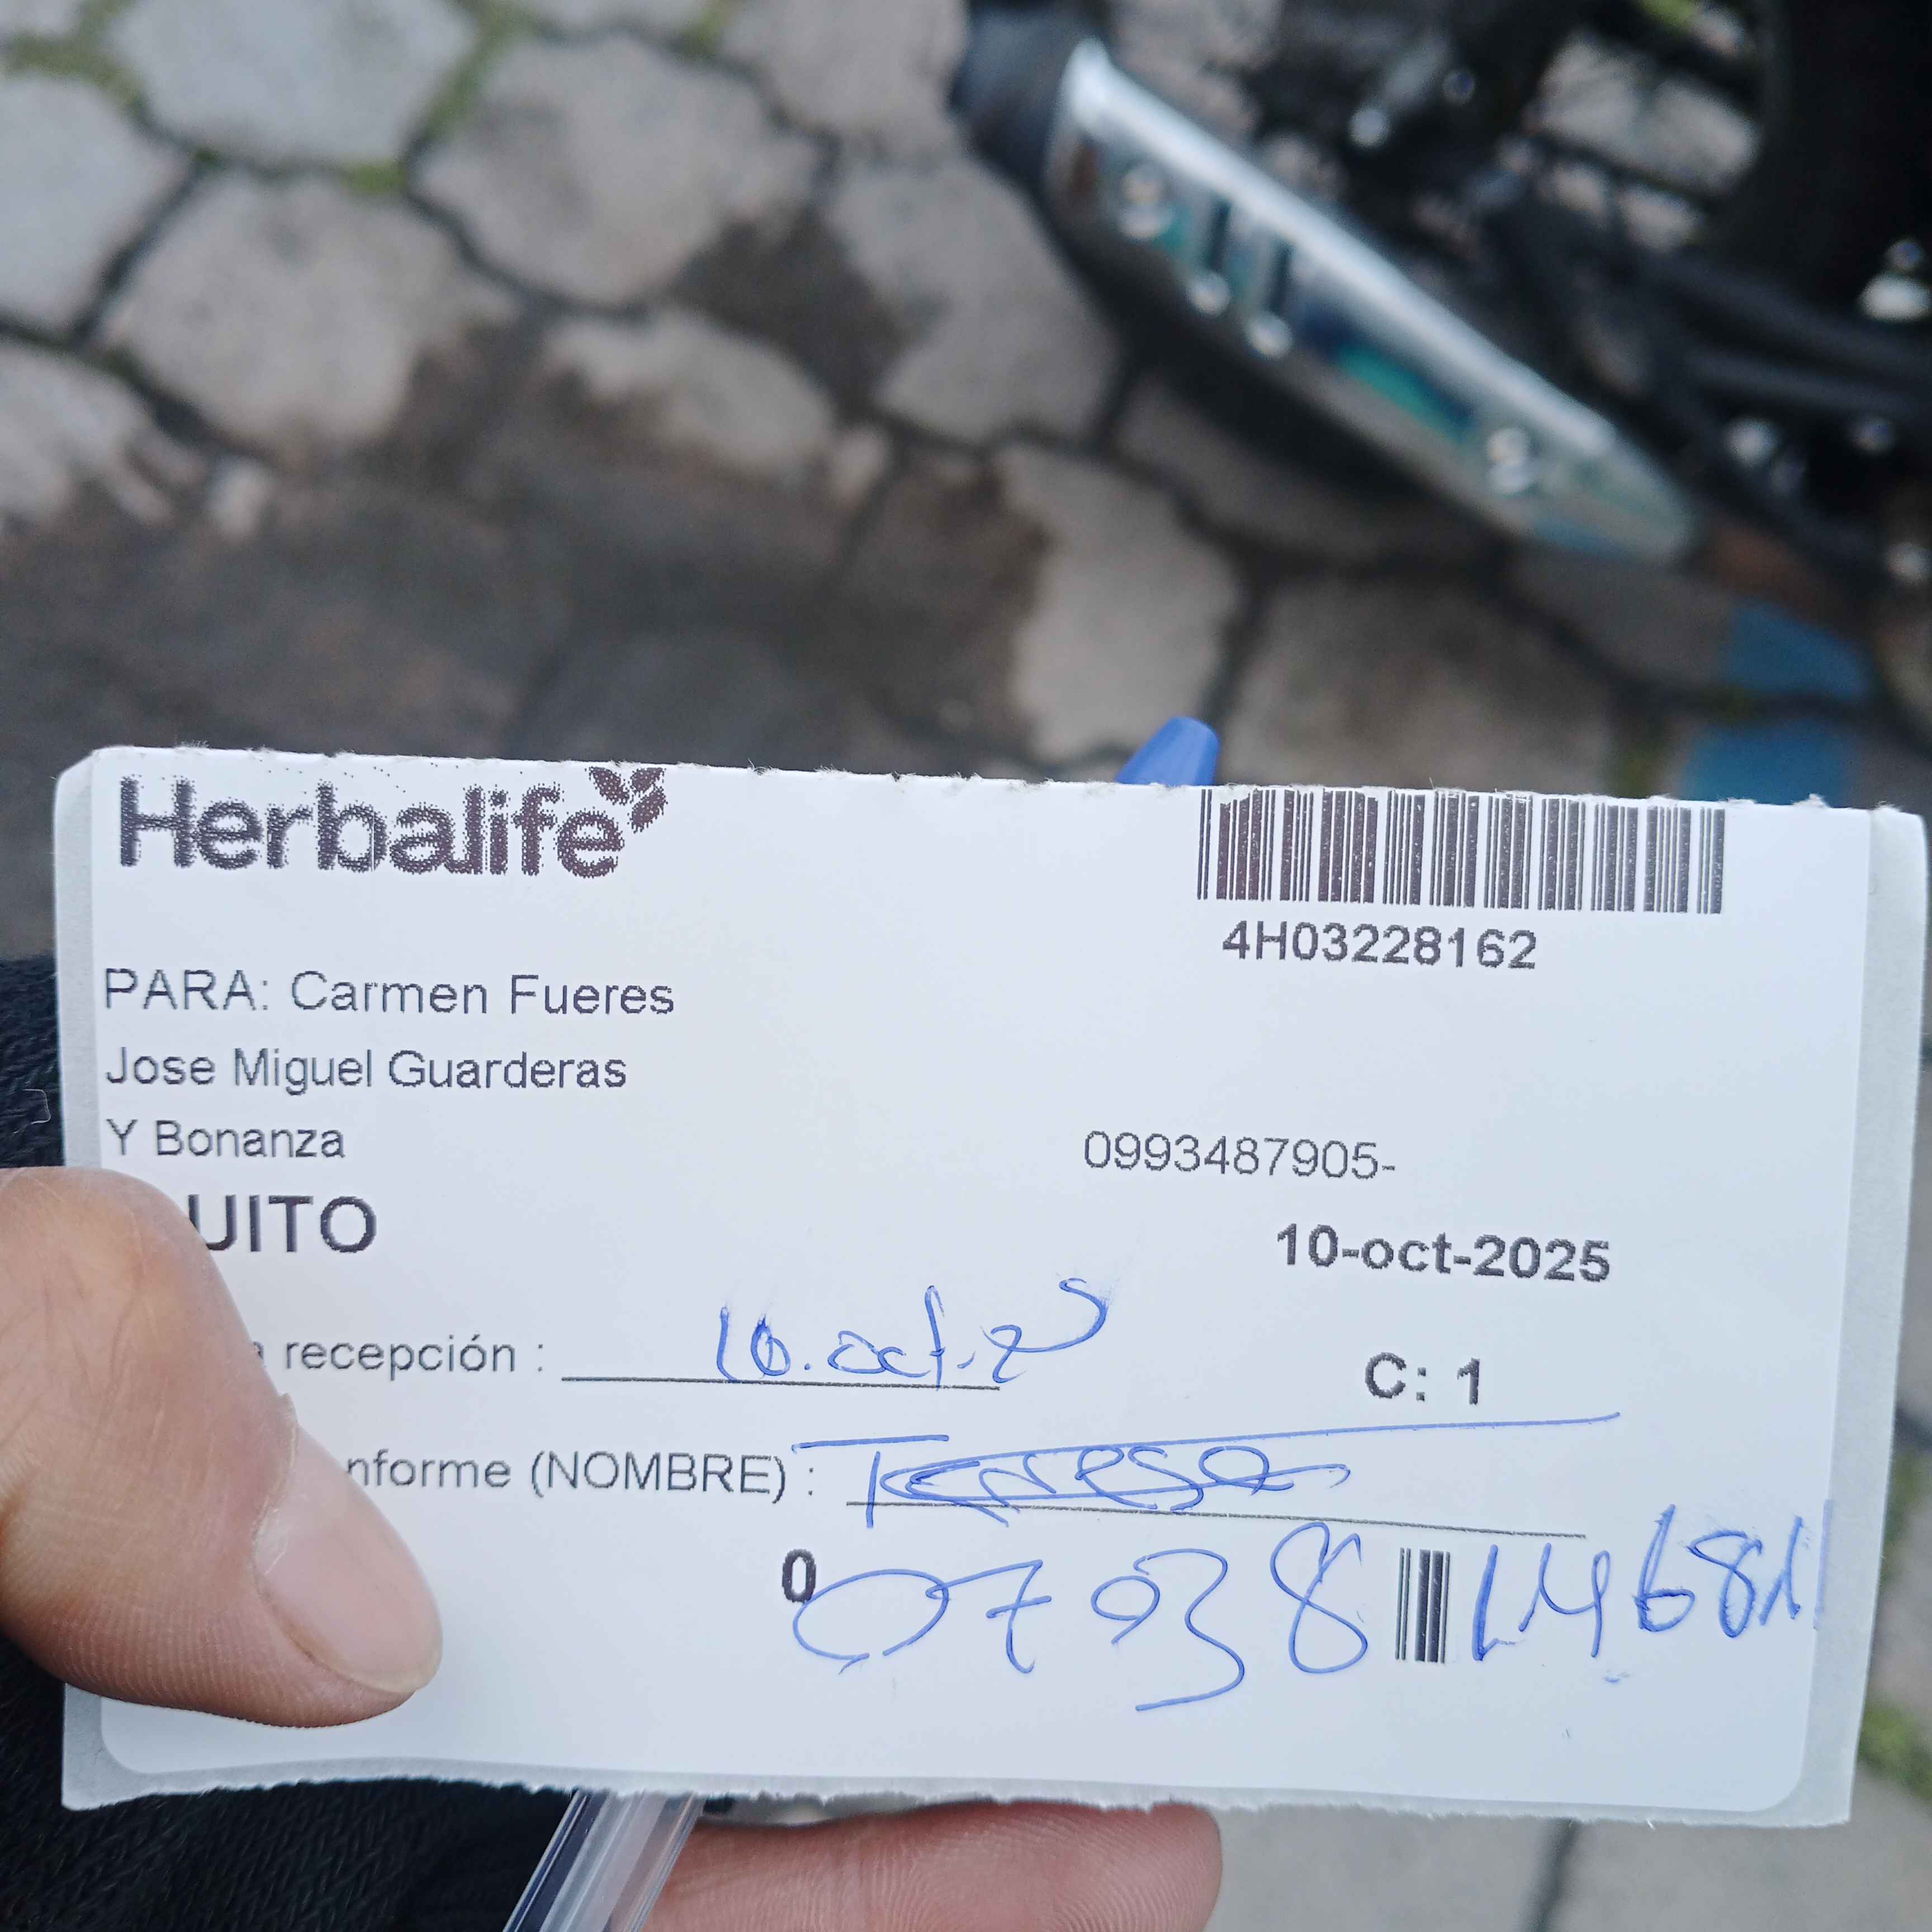 Herbalife
4H03228162
PARA: Carmen Fueres
Jose Miguel Guarderas
Y Bonanza
0993487905-
UITO
10-oct-2025
recepción : 10.oct.25
C: 1
nforme (NOMBRE) : Teresa
0